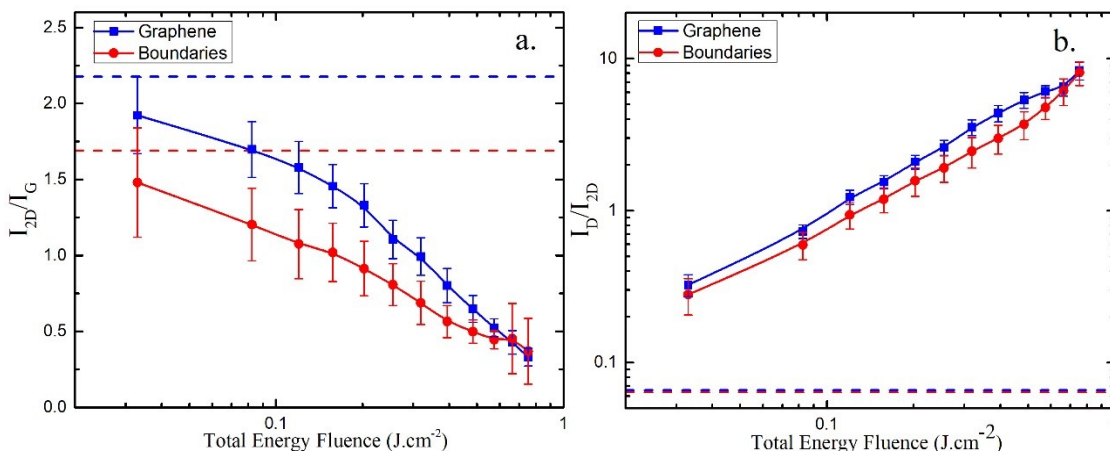 Graphene
Boundaries
a.
2.5
2.0
1.5
1.0
0.5
0.0
I2D/IG
0.1
1
Total Energy Fluence (J.cm-2)
Graphene
Boundaries
b.
10
1
0.1
ID/I2D
0.1
Total Energy Fluence (J.cm-2)